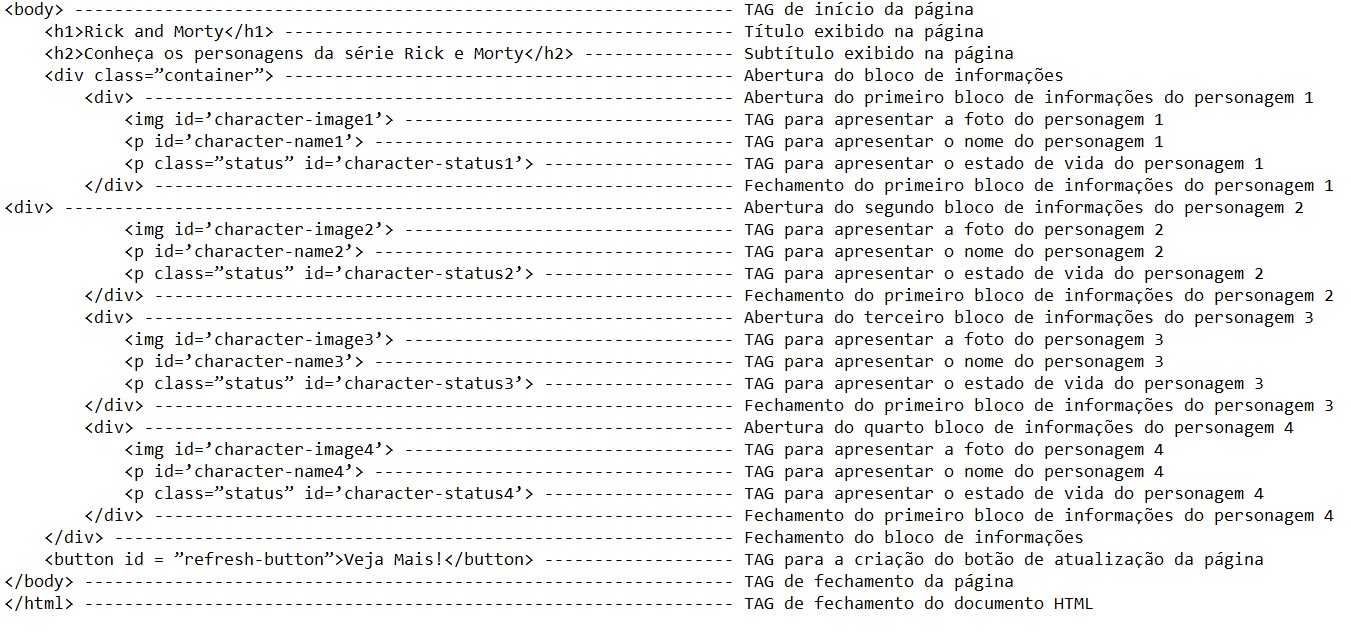 <body> ------------------------------------------------------------------ TAG de início da página
    <h1>Rick and Morty</h1> --------------------------------------------- Título exibido na página
    <h2>Conheça os personagens da série Rick e Morty</h2> --------------- Subtítulo exibido na página
    <div class=”container”> --------------------------------------------- Abertura do bloco de informações
        <div> ----------------------------------------------------------- Abertura do primeiro bloco de informações do personagem 1
            <img id=’character-image1’> --------------------------------- TAG para apresentar a foto do personagem 1
            <p id=’character-name1’> ------------------------------------ TAG para apresentar o nome do personagem 1
            <p class=”status” id=’character-status1’> ------------------- TAG para apresentar o estado de vida do personagem 1
        </div> ---------------------------------------------------------- Fechamento do primeiro bloco de informações do personagem 1
<div> ------------------------------------------------------------------- Abertura do segundo bloco de informações do personagem 2
            <img id=’character-image2’> --------------------------------- TAG para apresentar a foto do personagem 2
            <p id=’character-name2’> ------------------------------------ TAG para apresentar o nome do personagem 2
            <p class=”status” id=’character-status2’> ------------------- TAG para apresentar o estado de vida do personagem 2
        </div> ---------------------------------------------------------- Fechamento do primeiro bloco de informações do personagem 2
        <div> ----------------------------------------------------------- Abertura do terceiro bloco de informações do personagem 3
            <img id=’character-image3’> --------------------------------- TAG para apresentar a foto do personagem 3
            <p id=’character-name3’> ------------------------------------ TAG para apresentar o nome do personagem 3
            <p class=”status” id=’character-status3’> ------------------- TAG para apresentar o estado de vida do personagem 3
        </div> ---------------------------------------------------------- Fechamento do primeiro bloco de informações do personagem 3
        <div> ----------------------------------------------------------- Abertura do quarto bloco de informações do personagem 4
            <img id=’character-image4’> --------------------------------- TAG para apresentar a foto do personagem 4
            <p id=’character-name4’> ------------------------------------ TAG para apresentar o nome do personagem 4
            <p class=”status” id=’character-status4’> ------------------- TAG para apresentar o estado de vida do personagem 4
        </div> ---------------------------------------------------------- Fechamento do primeiro bloco de informações do personagem 4
    </div> -------------------------------------------------------------- Fechamento do bloco de informações
    <button id = ”refresh-button”>Veja Mais!</button> ------------------- TAG para a criação do botão de atualização da página
</body> ----------------------------------------------------------------- TAG de fechamento da página
</html> ----------------------------------------------------------------- TAG de fechamento do documento HTML